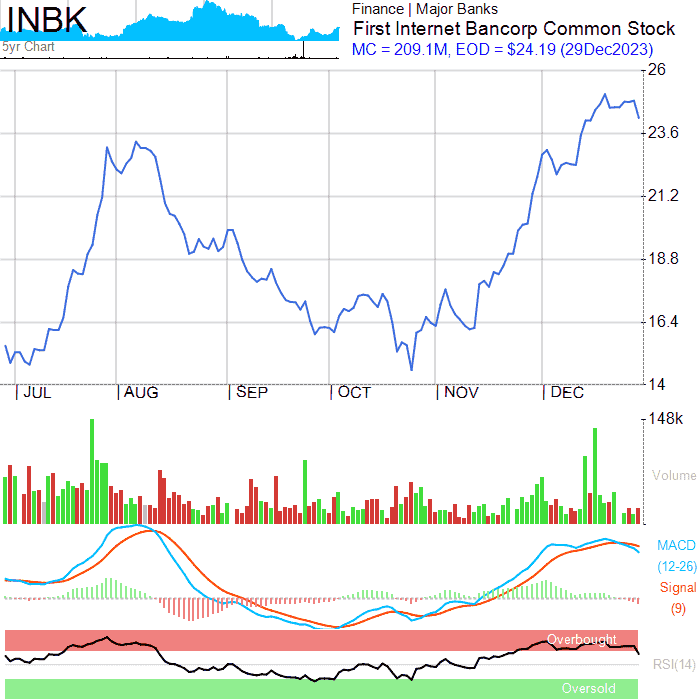 INBK
5yr Chart
Finance | Major Banks
First Internet Bancorp Common Stock
MC = 209.1M, EOD = $24.19 (29Dec2023)
26
23.6
21.2
18.8
16.4
14
| JUL | AUG | SEP | OCT | NOV | DEC
148k
Volume
MACD
(12-26)
Signal
(9)
Overbought
RSI(14)
Oversold